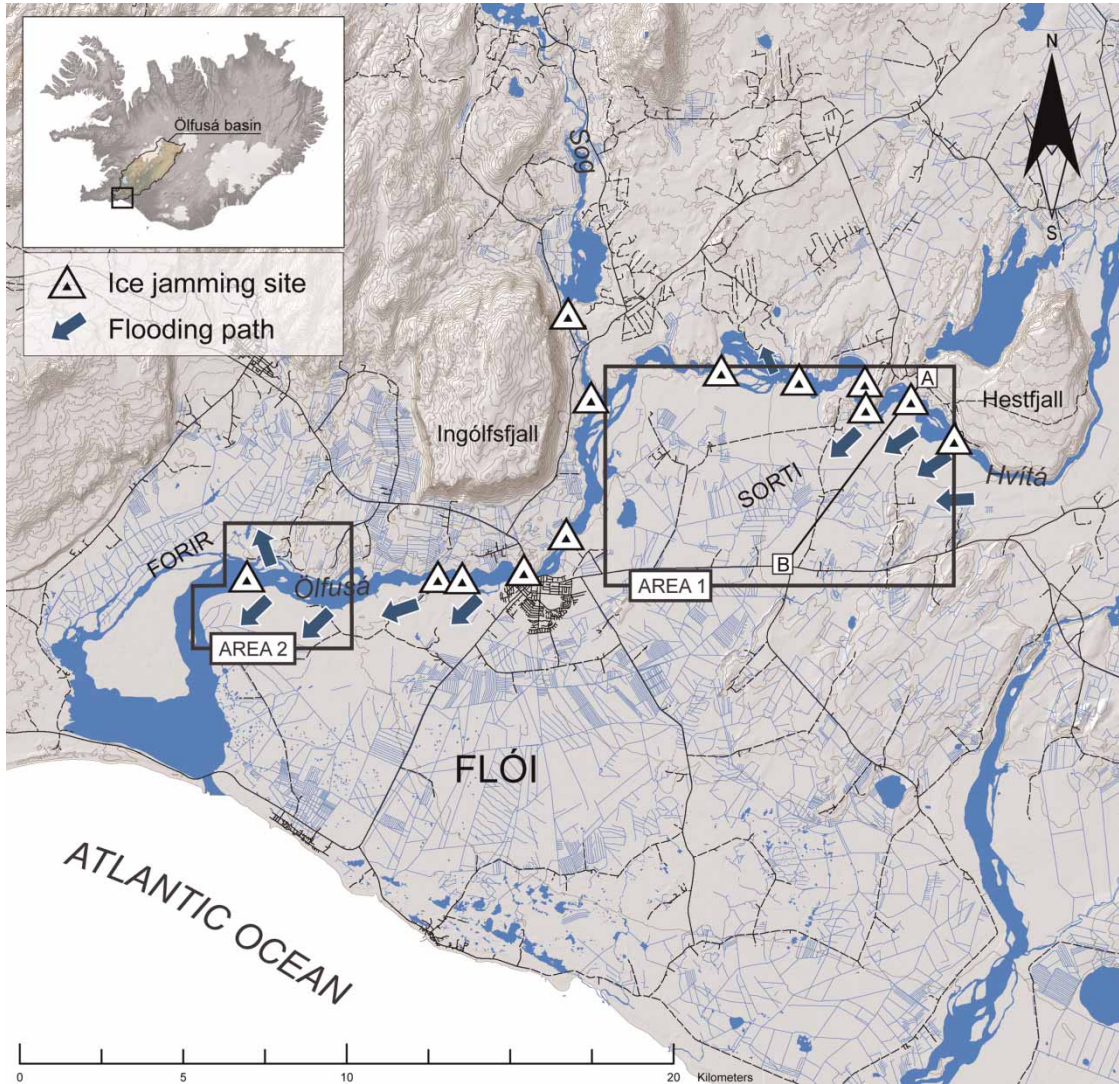 Ölfusá basin
Ice jamming site
Flooding path
N
S
Sog
Ingólfsfjall
Hestfjall
Hvítá
A
SORTI
B
AREA 1
FORIR
Ölfusá
AREA 2
FLÓI
ATLANTIC OCEAN
0 5 10 20 Kilometers